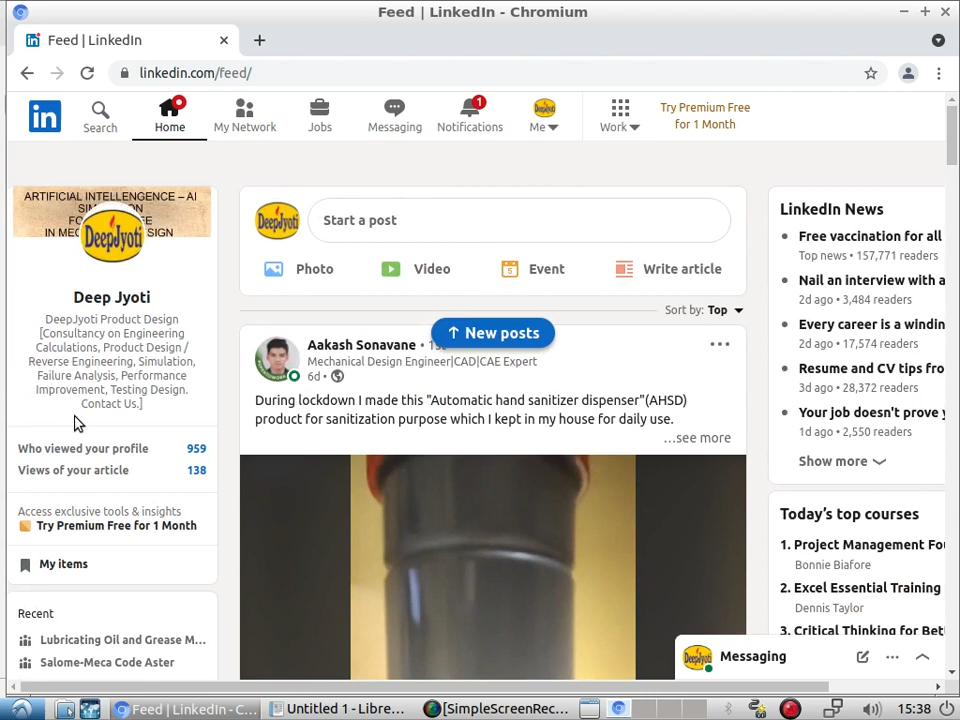 Feed | LinkedIn - Chromium
Feed | LinkedIn
linkedin.com/feed/
in
Search
Home
My Network
Jobs
Messaging
1
Notifications
Me
Work
Try Premium Free
for 1 Month
ARTIFICIAL INTELLENGENCE – AI
DeepJyoti
Deep Jyoti
DeepJyoti Product Design
[Consultancy on Engineering
Calculations, Product Design /
Reverse Engineering, Simulation,
Failure Analysis, Performance
Improvement, Testing Design.
Contact Us.]
Who viewed your profile 959
Views of your article 138
Access exclusive tools & insights
Try Premium Free for 1 Month
My items
Recent
Lubricating Oil and Grease M...
Salome-Meca Code Aster
DeepJyoti
Start a post
Photo
Video
Event
Write article
Sort by: Top
↑ New posts
Aakash Sonavane •
Mechanical Design Engineer|CAD|CAE Expert
6d •
During lockdown I made this "Automatic hand sanitizer dispenser"(AHSD)
product for sanitization purpose which I kept in my house for daily use.
...see more
LinkedIn News
Free vaccination for all
Top news • 157,771 readers
Nail an interview with a
2d ago • 3,484 readers
Every career is a windin
2d ago • 17,574 readers
Resume and CV tips fro
3d ago • 28,372 readers
Your job doesn't prove y
1d ago • 2,550 readers
Show more
Today's top courses
1. Project Management Fou
Bonnie Biafore
2. Excel Essential Training
Dennis Taylor
3. Critical Thinking for Bet
DeepJyoti
Messaging
Feed | LinkedIn - C...
Untitled 1 - Libre...
[SimpleScreenRec...
15:38